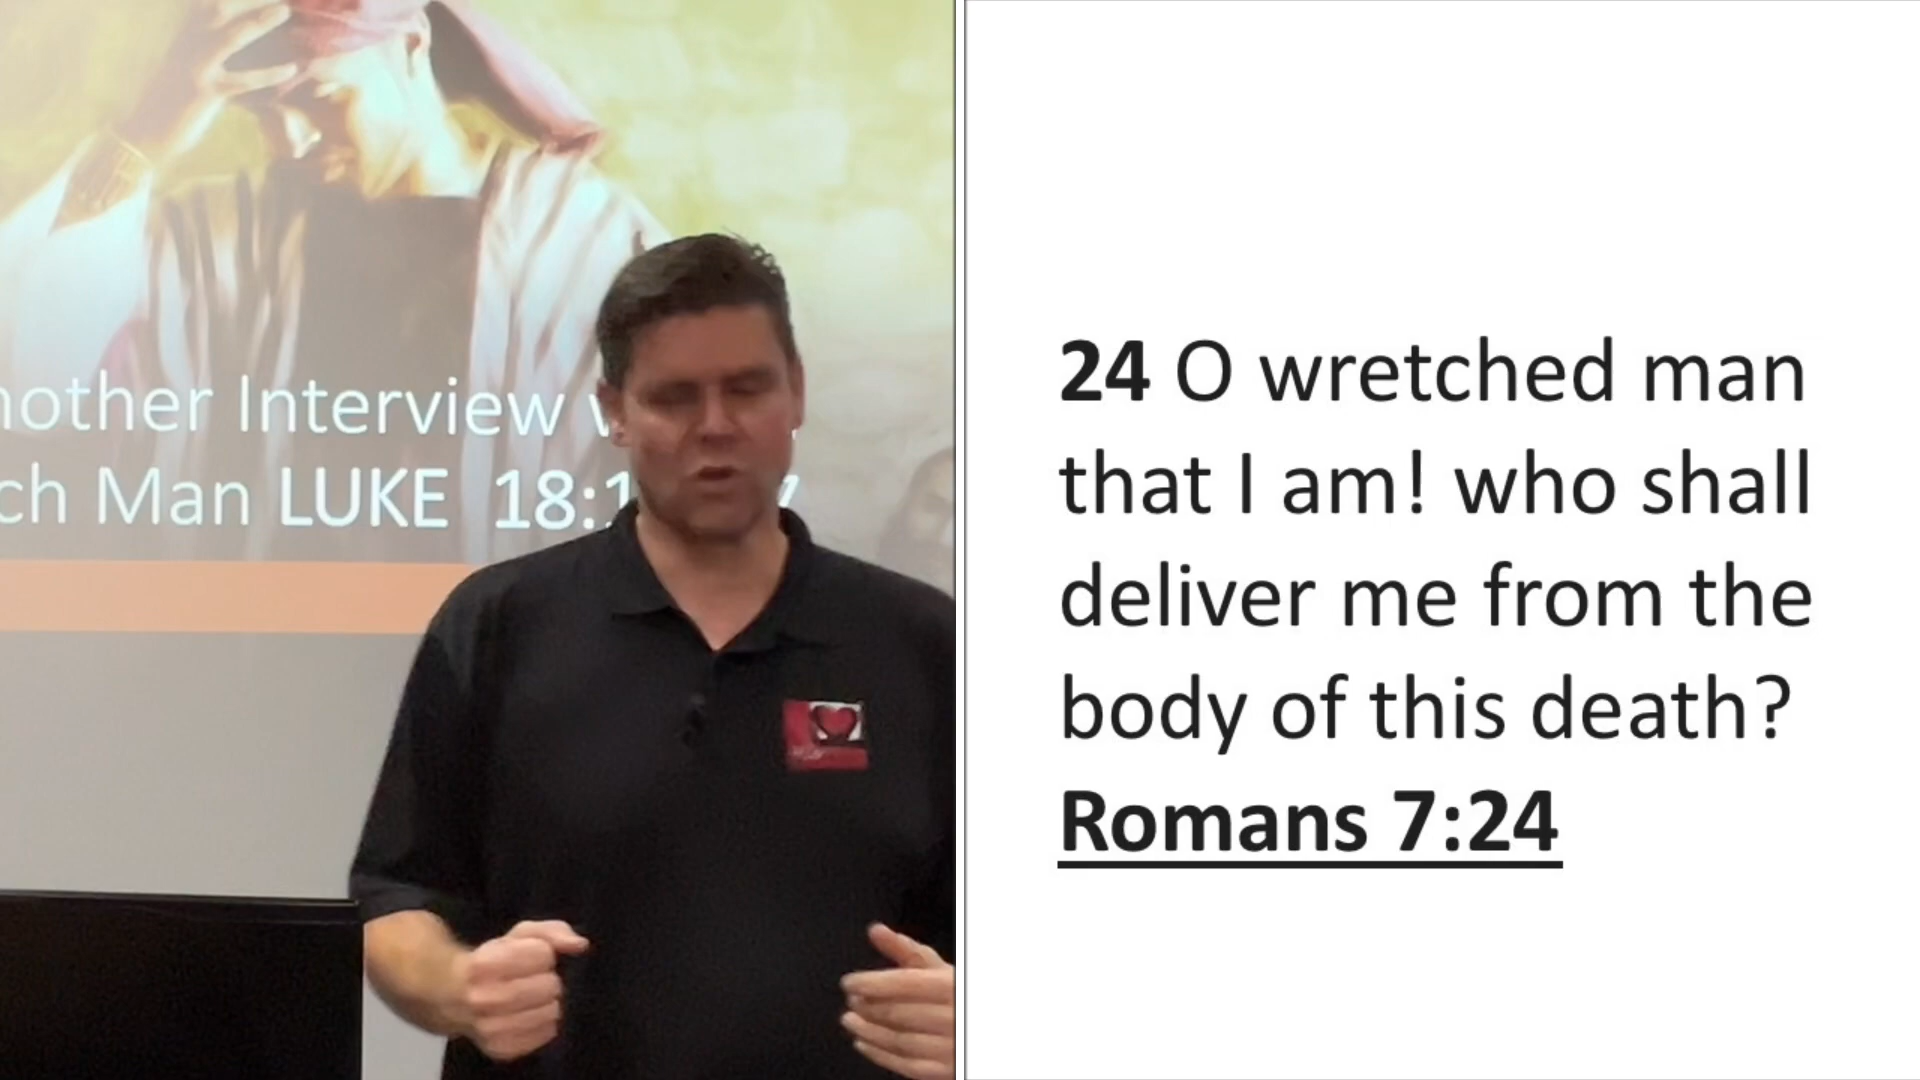 nother Interview
ch Man LUKE 18:1
24 O wretched man
that I am! who shall
deliver me from the
body of this death?
Romans 7:24